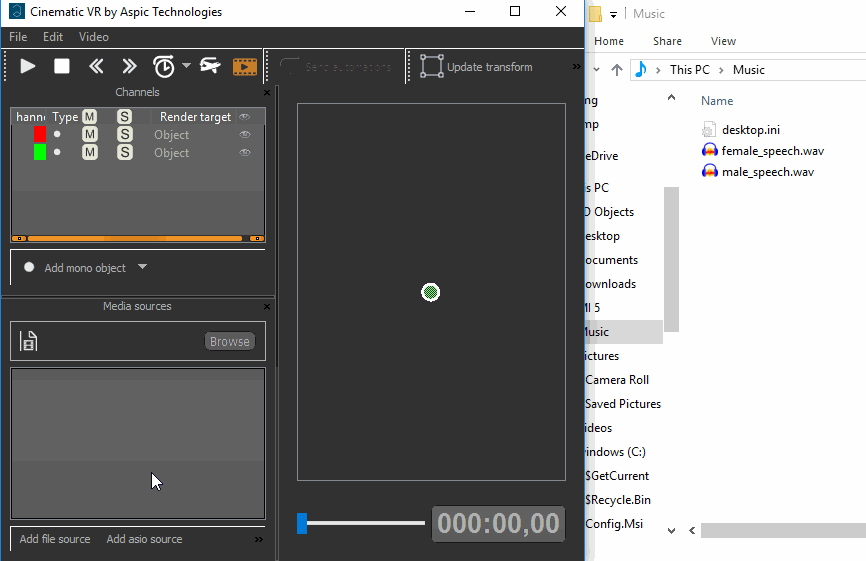 Cinematic VR by Aspic Technologies
File Edit Video
Send automations
Update transform
»
Channels
hanne Type M S Render target
M S Object
M S Object
Add mono object
Media sources
Browse
Add file source Add asio source »
000:00,00
Music
Home Share View
This PC > Music
Name
desktop.ini
female_speech.wav
male_speech.wav
ng
mp
eDrive
s PC
D Objects
esktop
ocuments
ownloads
MI 5
usic
ictures
Camera Roll
Saved Pictures
ideos
indows (C:)
$GetCurrent
$Recycle.Bin
Config.Msi